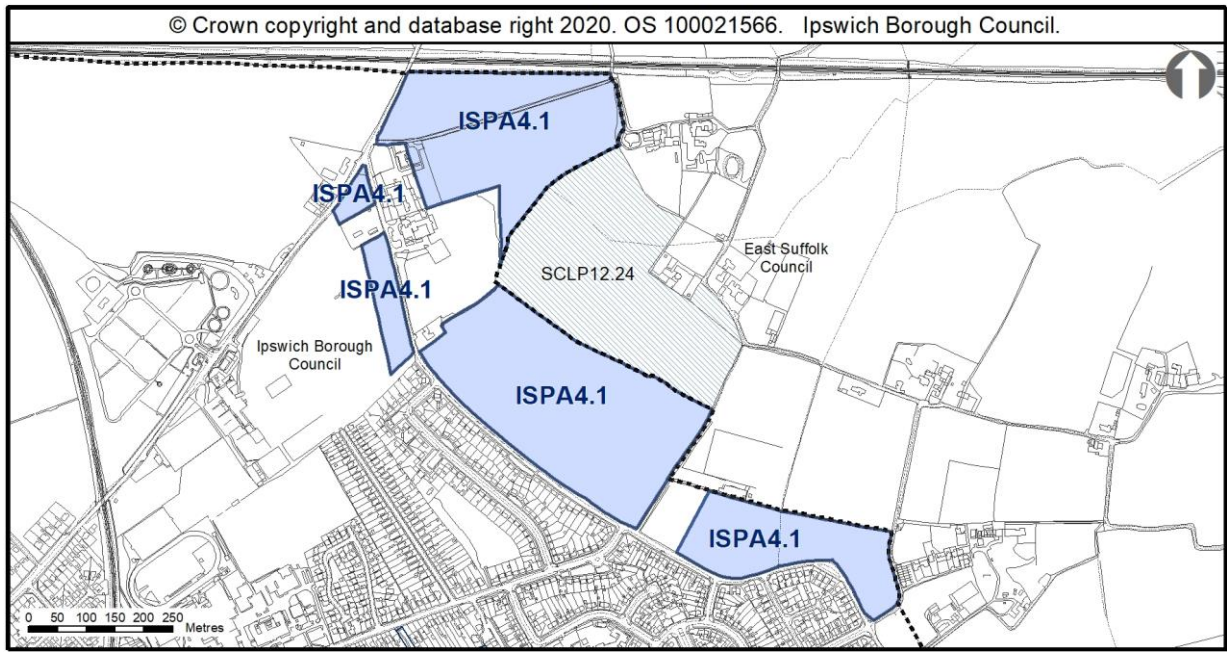 © Crown copyright and database right 2020. OS 100021566. Ipswich Borough Council.
ISPA4.1
ISPA4.1
East Suffolk
Council
SCLP12.24
ISPA4.1
Ipswich Borough
Council
ISPA4.1
ISPA4.1
0 50 100 150 200 250
Metres